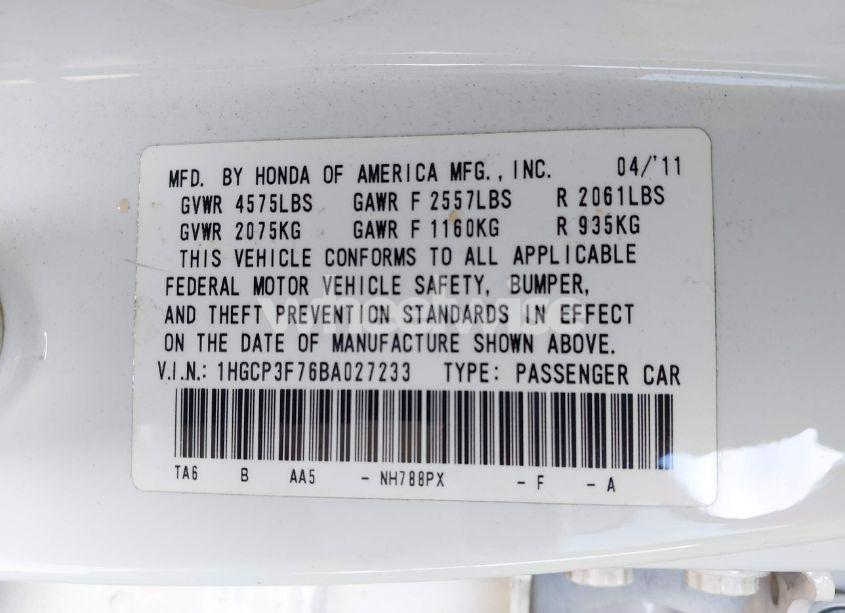 MFD. BY HONDA OF AMERICA MFG., INC. 04/'11
GVWR 4575LBS GAWR F 2557LBS R 2061LBS
GVWR 2075KG GAWR F 1160KG R 935KG
THIS VEHICLE CONFORMS TO ALL APPLICABLE
FEDERAL MOTOR VEHICLE SAFETY, BUMPER,
AND THEFT PREVENTION STANDARDS IN EFFECT
ON THE DATE OF MANUFACTURE SHOWN ABOVE.
V.I.N.: 1HGCP3F76BA027233 TYPE: PASSENGER CAR
TA6 B AA5 - NH788PX - F - A
wheelwise